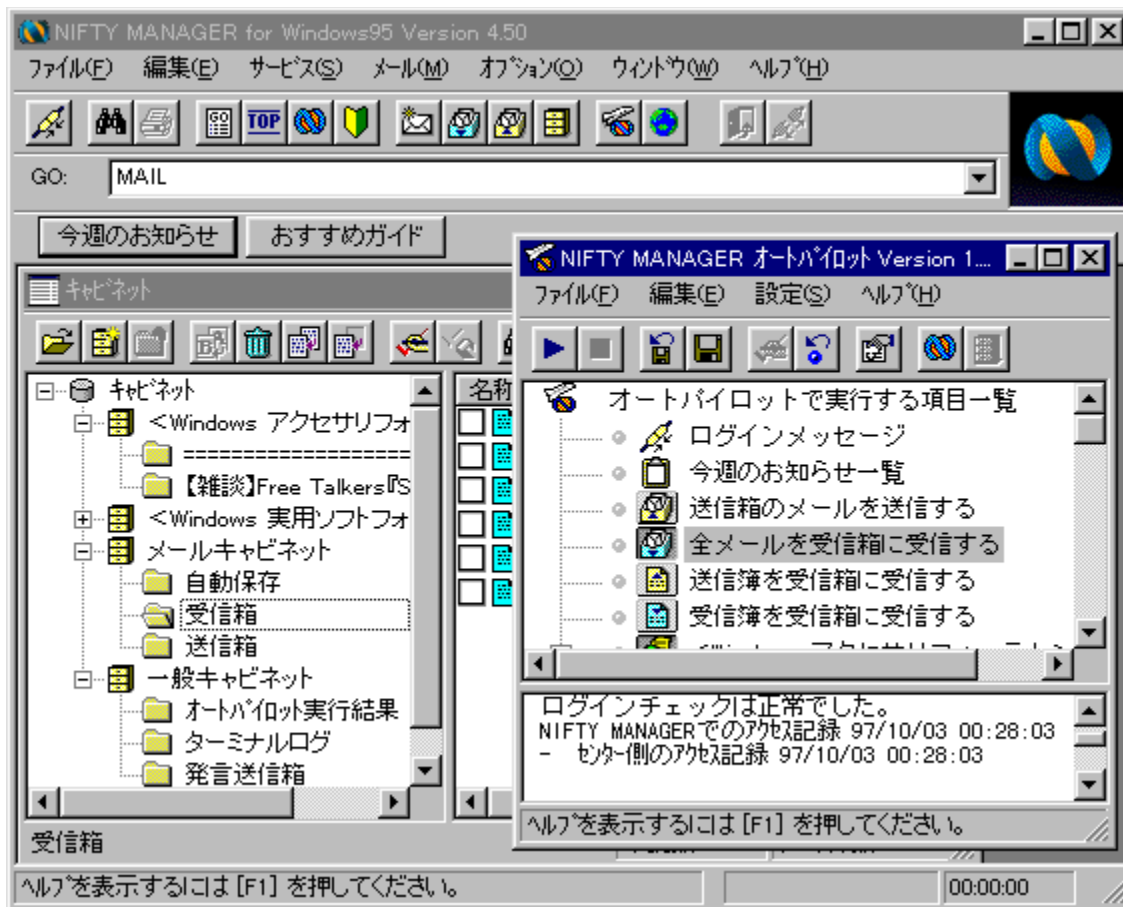 NIFTY MANAGER for Windows95 Version 4.50
ファイル(F) 編集(E) サービス(S) メール(M) オプション(O) ウィンドウ(W) ヘルプ(H)
GO TOP
GO: MAIL
今週のお知らせ おすすめガイド
キャビネット
名称
キャビネット
<Windows アクセサリフォ
====================
【雑談】Free Talkers『S
<Windows 実用ソフトフォ
メールキャビネット
自動保存
受信箱
送信箱
一般キャビネット
オートパイロット実行結果
ターミナルログ
発言送信箱
受信箱
ヘルプを表示するには [F1] を押してください。
00:00:00
NIFTY MANAGER オートパイロット Version 1....
ファイル(F) 編集(E) 設定(S) ヘルプ(H)
オートパイロットで実行する項目一覧
ログインメッセージ
今週のお知らせ一覧
送信箱のメールを送信する
全メールを受信箱に受信する
送信簿を受信箱に受信する
受信簿を受信箱に受信する
ログインチェックは正常でした。
NIFTY MANAGERでのアクセス記録 97/10/03 00:28:03
- センター側のアクセス記録 97/10/03 00:28:03
ヘルプを表示するには [F1] を押してください。